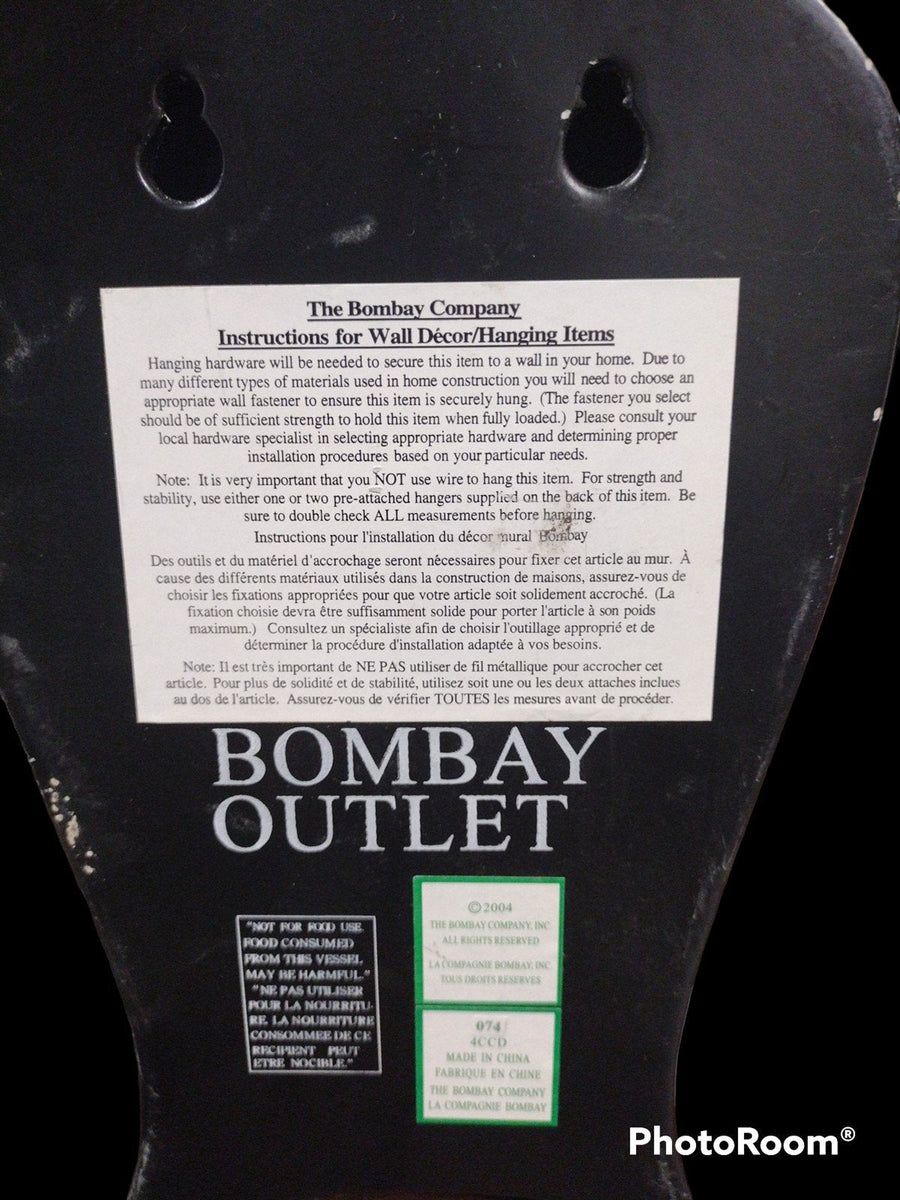 The Bombay Company
Instructions for Wall Décor/Hanging Items
Hanging hardware will be needed to secure this item to a wall in your home. Due to
many different types of materials used in home construction you will need to choose an
appropriate wall fastener to ensure this item is securely hung. (The fastener you select
should be of sufficient strength to hold this item when fully loaded.) Please consult your
local hardware specialist in selecting appropriate hardware and determining proper
installation procedures based on your particular needs.
Note: It is very important that you NOT use wire to hang this item. For strength and
stability, use either one or two pre-attached hangers supplied on the back of this item. Be
sure to double check ALL measurements before hanging.
Instructions pour l'installation du décor mural Bombay
Des outils et du matériel d'accrochage seront nécessaires pour fixer cet article au mur. À
cause des différents matériaux utilisés dans la construction de maisons, assurez-vous de
choisir les fixations appropriées pour que votre article soit solidement accroché. (La
fixation choisie devra être suffisamment solide pour porter l'article à son poids
maximum.) Consultez un spécialiste afin de choisir l'outillage approprié et de
déterminer la procédure d'installation adaptée à vos besoins.
Note: Il est très important de NE PAS utiliser de fil métallique pour accrocher cet
article. Pour plus de solidité et de stabilité, utilisez soit une ou les deux attaches inclues
au dos de l'article. Assurez-vous de vérifier TOUTES les mesures avant de procéder.
BOMBAY
OUTLET
"NOT FOR FOOD USE.
FOOD CONSUMED
FROM THIS VESSEL
MAY BE HARMFUL."
"NE PAS UTILISER
POUR LA NOURRITU-
RE. LA NOURRITURE
CONSOMMEE DE CE
RECIPIENT PEUT
ETRE NOCIBLE."
©2004
THE BOMBAY COMPANY, INC
ALL RIGHTS RESERVED
LA COMPAGNIE BOMBAY, INC
TOUS DROITS RESERVES
074/
4CCD
MADE IN CHINA
FABRIQUE EN CHINE
THE BOMBAY COMPANY
LA COMPAGNIE BOMBAY
PhotoRoom®